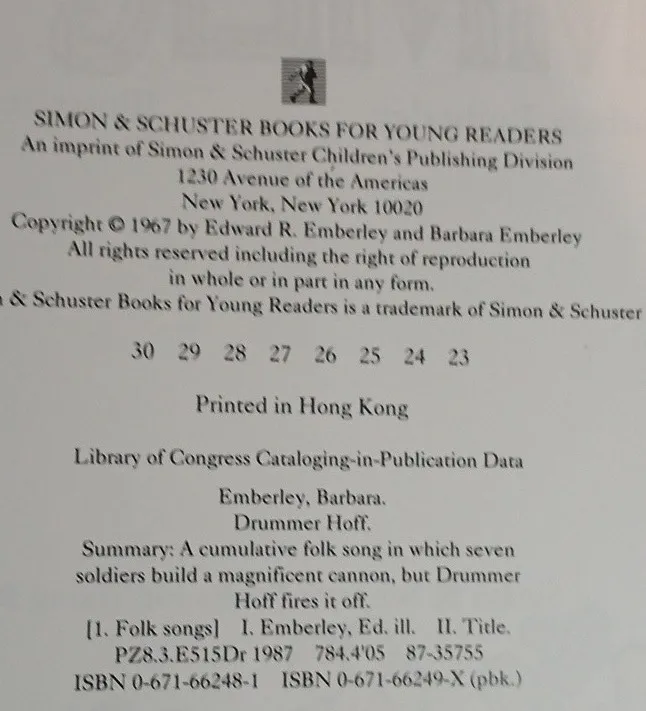 SIMON & SCHUSTER BOOKS FOR YOUNG READERS
An imprint of Simon & Schuster Children's Publishing Division
1230 Avenue of the Americas
New York, New York 10020
Copyright © 1967 by Edward R. Emberley and Barbara Emberley
All rights reserved including the right of reproduction
in whole or in part in any form.
& Schuster Books for Young Readers is a trademark of Simon & Schuster
30 29 28 27 26 25 24 23
Printed in Hong Kong
Library of Congress Cataloging-in-Publication Data
Emberley, Barbara.
Drummer Hoff.
Summary: A cumulative folk song in which seven
soldiers build a magnificent cannon, but Drummer
Hoff fires it off.
[1. Folk songs] I. Emberley, Ed. ill. II. Title.
PZ8.3.E515Dr 1987 784.4'05 87-35755
ISBN 0-671-66248-1 ISBN 0-671-66249-X (pbk.)